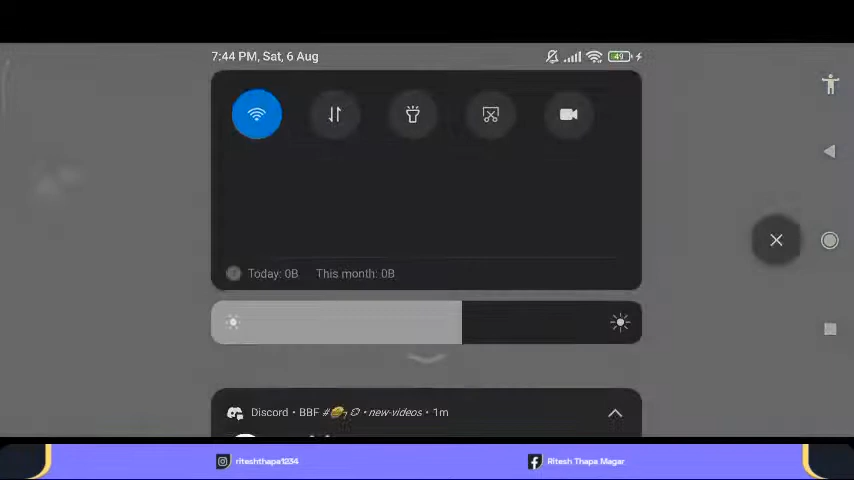 7:44 PM, Sat, 6 Aug
49
Today: 0B This month: 0B
Discord • BBF # • new-videos • 1m
riteshthapa1234
Ritesh Thapa Magar